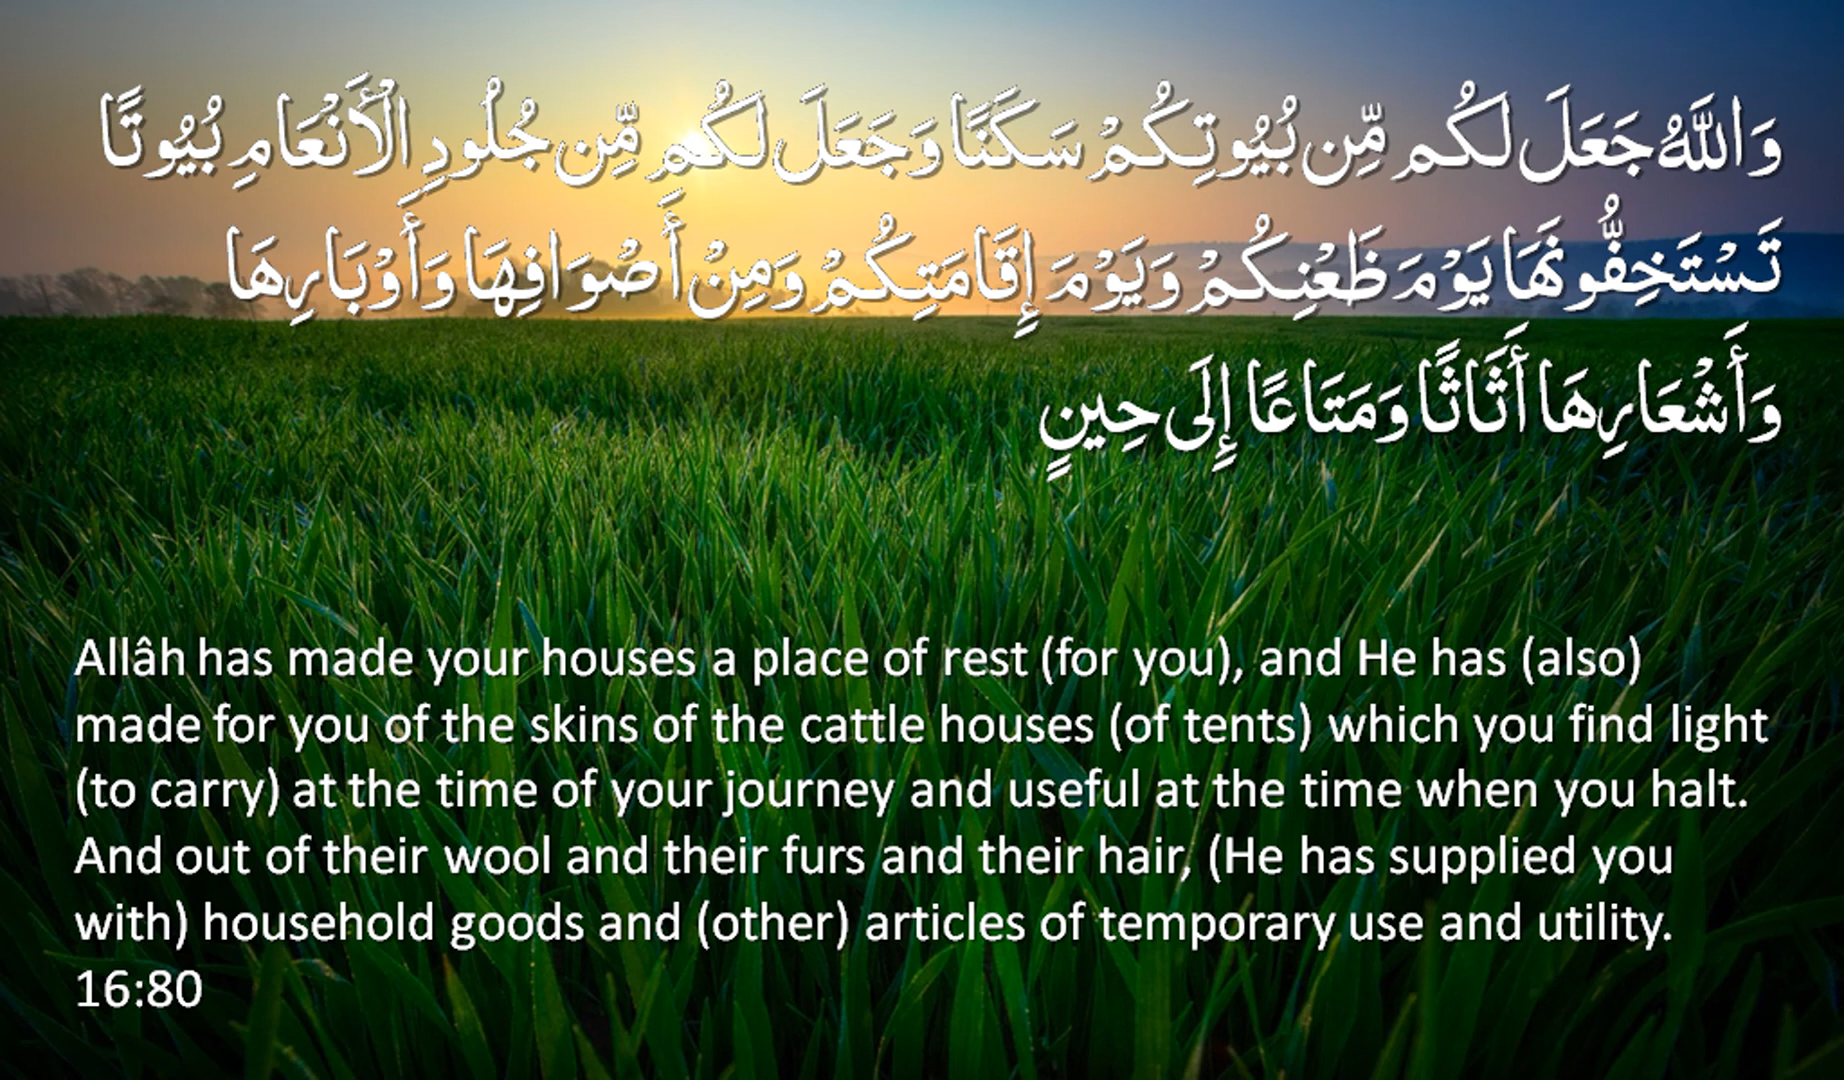 وَاللَّهُ جَعَلَ لَكُم مِّن بُيُوتِكُمْ سَكَنًا وَجَعَلَ لَكُم مِّن جُلُودِ الْأَنْعَامِ بُيُوتًا
تَسْتَخِفُّونَهَا يَوْمَ ظَعْنِكُمْ وَيَوْمَ إِقَامَتِكُمْ وَمِنْ أَصْوَافِهَا وَأَوْبَارِهَا
وَأَشْعَارِهَا أَثَاثًا وَمَتَاعًا إِلَى حِينٍ
Allâh has made your houses a place of rest (for you), and He has (also)
made for you of the skins of the cattle houses (of tents) which you find light
(to carry) at the time of your journey and useful at the time when you halt.
And out of their wool and their furs and their hair, (He has supplied you
with) household goods and (other) articles of temporary use and utility.
16:80